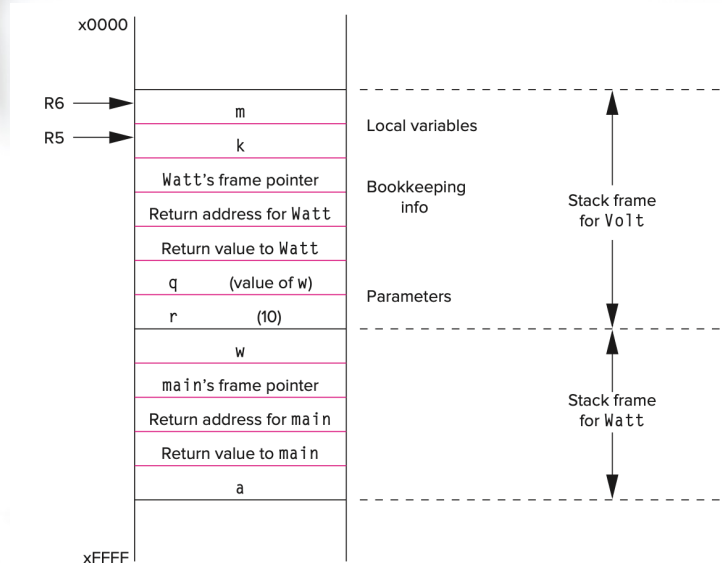 x0000
R6
m
Local variables
R5
k
Watt's frame pointer
Bookkeeping
info
Return address for Watt
Stack frame
for Volt
Return value to Watt
q (value of w)
Parameters
r (10)
w
main's frame pointer
Stack frame
for Watt
Return address for main
Return value to main
a
xFFFF